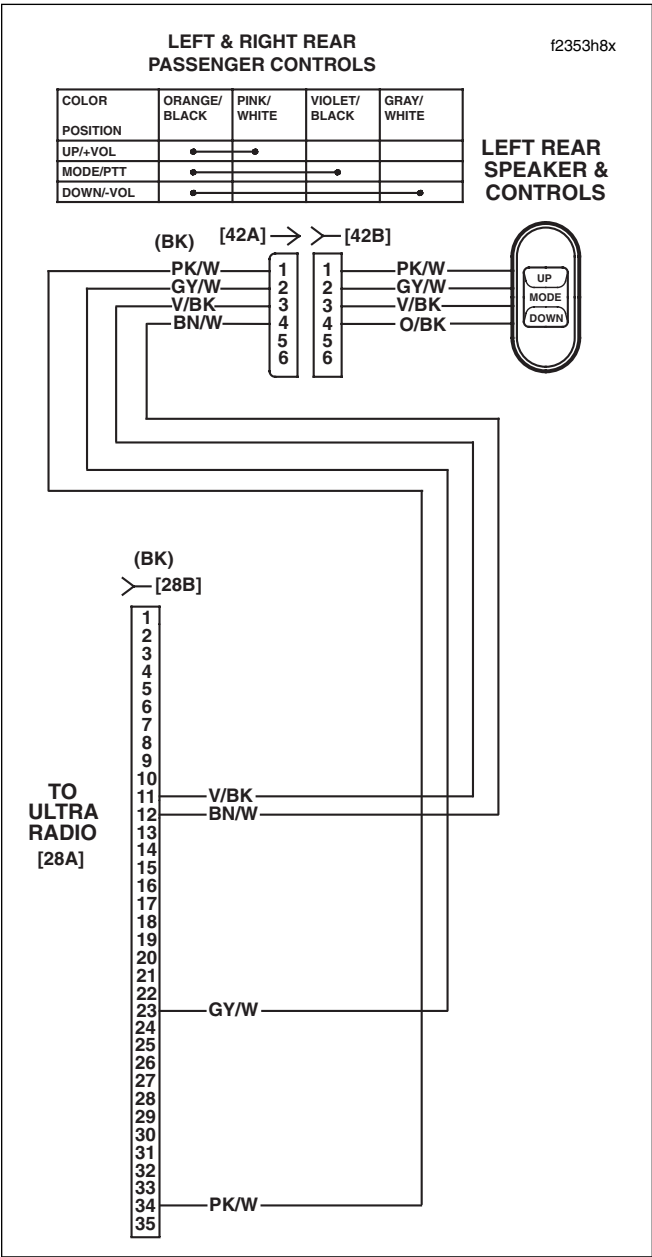 LEFT & RIGHT REAR
PASSENGER CONTROLS
f2353h8x
COLOR
POSITION
ORANGE/
BLACK
PINK/
WHITE
VIOLET/
BLACK
GRAY/
WHITE
UP/+VOL
MODE/PTT
DOWN/-VOL
LEFT REAR
SPEAKER &
CONTROLS
(BK) [42A] [42B]
PK/W 1 1 PK/W
GY/W 2 2 GY/W
V/BK 3 3 V/BK
BN/W 4 4 O/BK
5 5
6 6
UP
MODE
DOWN
(BK)
[28B]
1
2
3
4
5
6
7
8
9
10
11 V/BK
12 BN/W
13
14
15
16
17
18
19
20
21
22
23 GY/W
24
25
26
27
28
29
30
31
32
33
34 PK/W
35
TO
ULTRA
RADIO
[28A]